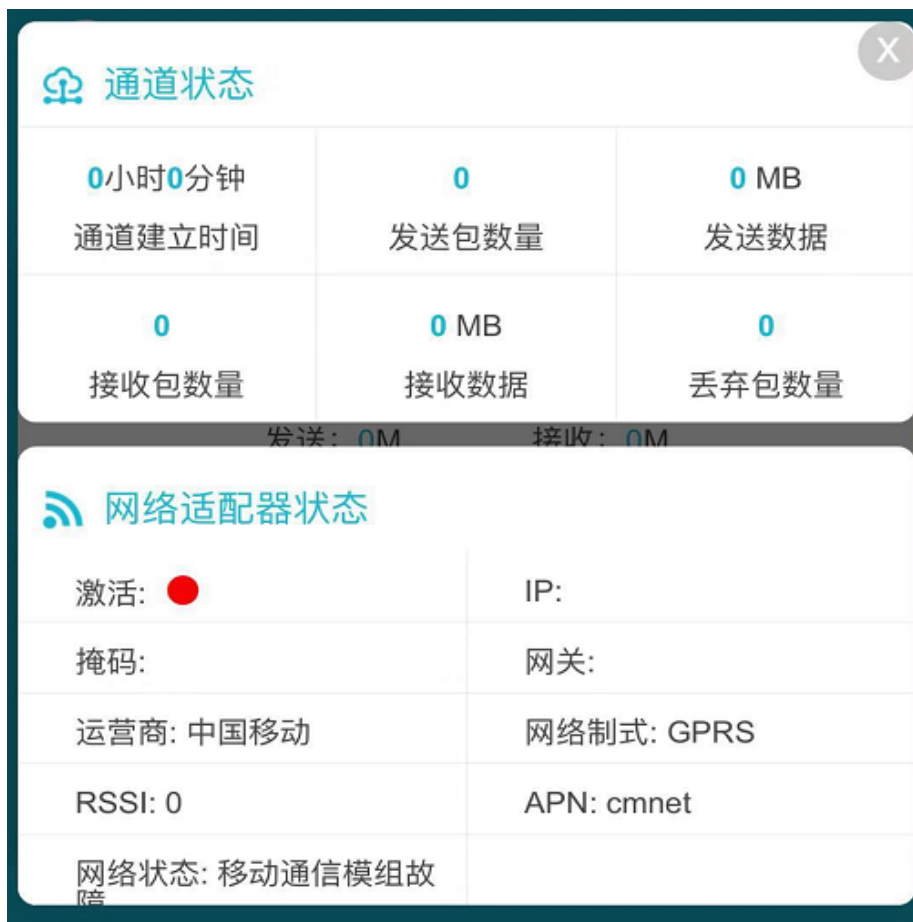 X
通道状态
0小时0分钟
0
0 MB
通道建立时间
发送包数量
发送数据
0
0 MB
0
接收包数量
接收数据
丢弃包数量
发送: 0M 接收: 0M
网络适配器状态
激活:
IP:
掩码:
网关:
运营商: 中国移动
网络制式: GPRS
RSSI: 0
APN: cmnet
网络状态: 移动通信模组故
障